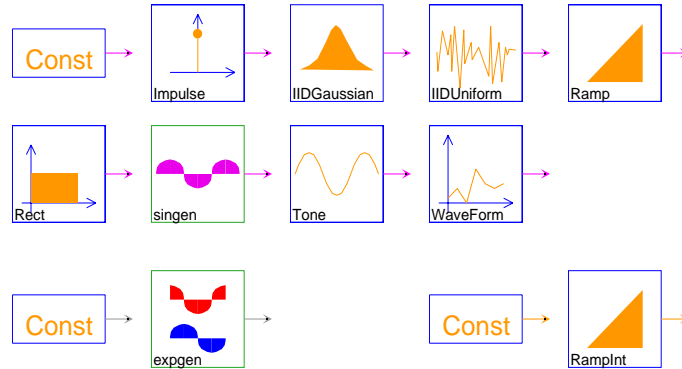 Const
Impulse
IIDGaussian
IIDUniform
Ramp
Rect
singen
Tone
WaveForm
Const
expgen
Const
RampInt